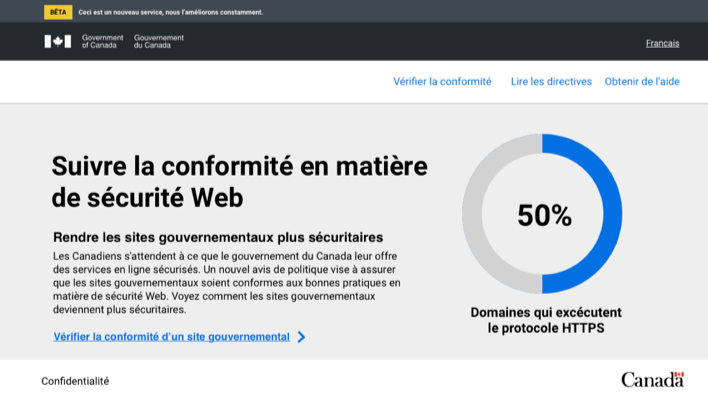 BÊTA Ceci est un nouveau service, nous l'améliorons constamment.
Government of Canada
Gouvernement du Canada
Francais
Vérifier la conformité Lire les directives Obtenir de l'aide
Suivre la conformité en matière
de sécurité Web
Rendre les sites gouvernementaux plus sécuritaires
Les Canadiens s'attendent à ce que le gouvernement du Canada leur offre
des services en ligne sécurisés. Un nouvel avis de politique vise à assurer
que les sites gouvernementaux soient conformes aux bonnes pratiques en
matière de sécurité Web. Voyez comment les sites gouvernementaux
deviennent plus sécuritaires.
Vérifier la conformité d'un site gouvernemental
50%
Domaines qui excécutent
le protocole HTTPS
Confidentialité
Canada